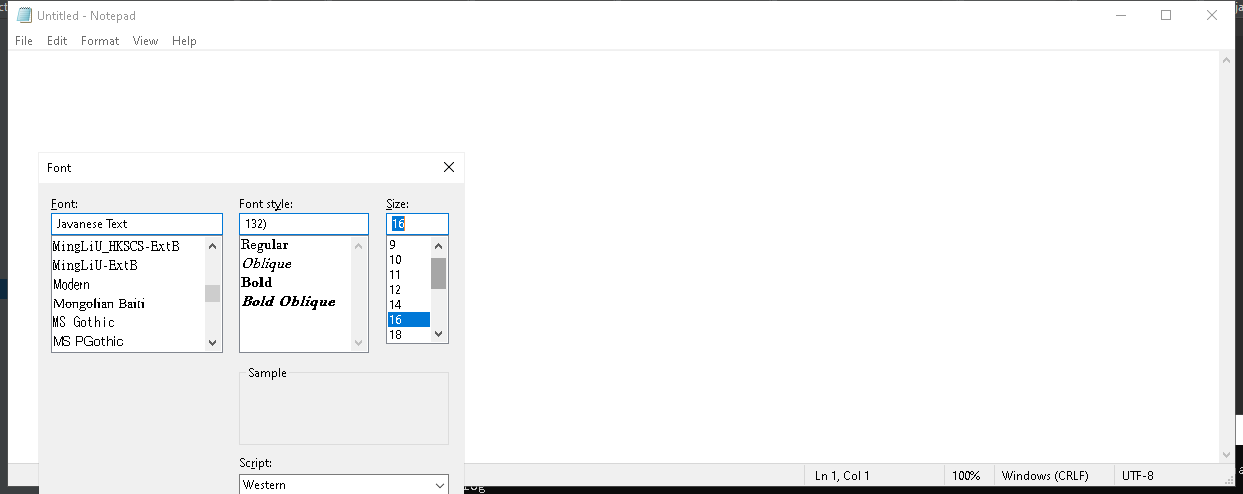 Untitled - Notepad
File Edit Format View Help
Font
Font: Font style: Size:
Javanese Text 132) 16
MingLiU_HKSCS-ExtB Regular 9
MingLiU-ExtB Oblique 10
Modern Bold 11
Mongolian Baiti Bold Oblique 12
MS Gothic 14
MS PGothic 16
18
Sample
Script:
Western
Ln 1, Col 1 100% Windows (CRLF) UTF-8